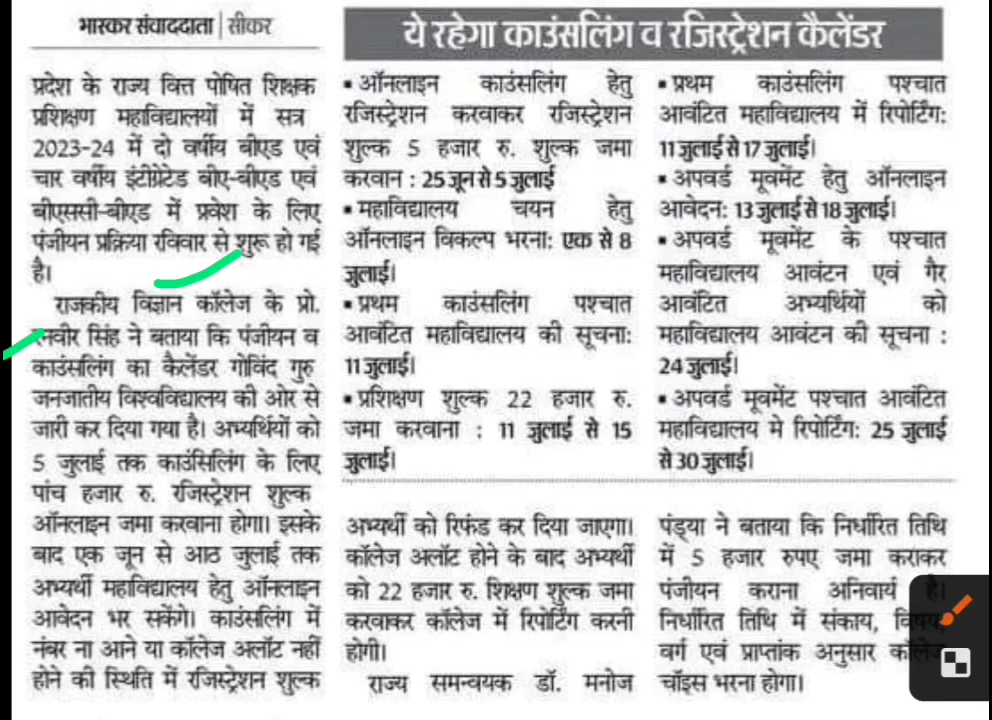 भास्कर संवाददाता | सीकर
प्रदेश के राज्य वित्त पोषित शिक्षक
प्रशिक्षण महाविद्यालयों में सत्र
2023-24 में दो वर्षीय बीएड एवं
चार वर्षीय इंटीग्रेटेड बीए-बीएड एवं
बीएससी-बीएड में प्रवेश के लिए
पंजीयन प्रक्रिया रविवार से शुरू हो गई
है।
राजकीय विज्ञान कॉलेज के प्रो.
सिंह ने बताया कि पंजीयन व
काउंसलिंग का कैलेंडर गोविंद गुरु
जनजातीय विश्वविद्यालय की ओर से
जारी कर दिया गया है। अभ्यर्थियों को
5 जुलाई तक काउंसिलिंग के लिए
पांच हजार रु. रजिस्ट्रेशन शुल्क
ऑनलाइन जमा करवाना होगा। इसके
बाद एक जून से आठ जुलाई तक
अभ्यर्थी महाविद्यालय हेतु ऑनलाइन
आवेदन भर सकेंगे। काउंसलिंग में
नंबर ना आने या कॉलेज अलॉट नहीं
होने की स्थिति में रजिस्ट्रेशन शुल्क
ये रहेगा काउंसलिंग व रजिस्ट्रेशन कैलेंडर
▪ ऑनलाइन काउंसलिंग हेतु
रजिस्ट्रेशन करवाकर रजिस्ट्रेशन
शुल्क 5 हजार रु. शुल्क जमा
करवान : 25 जून से 5 जुलाई
▪ महाविद्यालय चयन हेतु
ऑनलाइन विकल्प भरना: एक से 8
जुलाई।
▪ प्रथम काउंसलिंग पश्चात
आवंटित महाविद्यालय की सूचना:
11 जुलाई।
▪ प्रशिक्षण शुल्क 22 हजार रु.
जमा करवाना : 11 जुलाई से 15
जुलाई।
▪ प्रथम काउंसलिंग पश्चात
आवंटित महाविद्यालय में रिपोर्टिंग:
11 जुलाई से 17 जुलाई।
▪ अपवर्ड मूवमेंट हेतु ऑनलाइन
आवेदन: 13 जुलाई से 18 जुलाई।
▪ अपवर्ड मूवमेंट के पश्चात
महाविद्यालय आवंटन एवं गैर
आवंटित अभ्यर्थियों को
महाविद्यालय आवंटन की सूचना :
24 जुलाई।
▪ अपवर्ड मूवमेंट पश्चात आवंटित
महाविद्यालय मे रिपोर्टिंग: 25 जुलाई
से 30 जुलाई।
अभ्यर्थी को रिफंड कर दिया जाएगा।
कॉलेज अलॉट होने के बाद अभ्यर्थी
को 22 हजार रु. शिक्षण शुल्क जमा
करवाकर कॉलेज में रिपोर्टिंग करनी
होगी।
राज्य समन्वयक डॉ. मनोज
पंड्या ने बताया कि निर्धारित तिथि
में 5 हजार रुपए जमा कराकर
पंजीयन कराना अनिवार्य है।
निर्धारित तिथि में संकाय, विषय,
वर्ग एवं प्राप्तांक अनुसार कॉलेज
चॉइस भरना होगा।